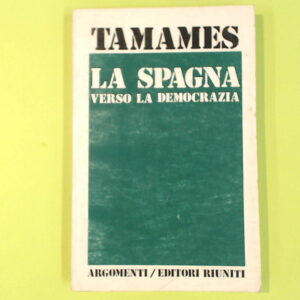 TAMAMES
LA SPAGNA
VERSO LA DEMOCRAZIA
ARGOMENTI/EDITORI RIUNITI